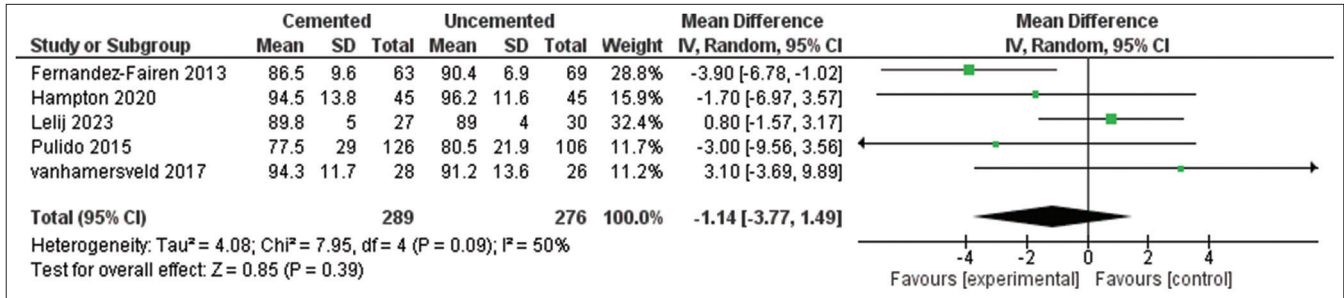 Cemented Uncemented Mean Difference Mean Difference
Study or Subgroup Mean SD Total Mean SD Total Weight IV, Random, 95% CI IV, Random, 95% CI
Fernandez-Fairen 2013 86.5 9.6 63 90.4 6.9 69 28.8% -3.90 [-6.78, -1.02]
Hampton 2020 94.5 13.8 45 96.2 11.6 45 15.9% -1.70 [-6.97, 3.57]
Lelij 2023 89.8 5 27 89 4 30 32.4% 0.80 [-1.57, 3.17]
Pulido 2015 77.5 29 126 80.5 21.9 106 11.7% -3.00 [-9.56, 3.56]
vanhamersveld 2017 94.3 11.7 28 91.2 13.6 26 11.2% 3.10 [-3.69, 9.89]
Total (95% CI) 289 276 100.0% -1.14 [-3.77, 1.49]
Heterogeneity: Tau² = 4.08; Chi² = 7.95, df = 4 (P = 0.09); I² = 50%
Test for overall effect: Z = 0.85 (P = 0.39)
-4 -2 0 2 4
Favours [experimental] Favours [control]